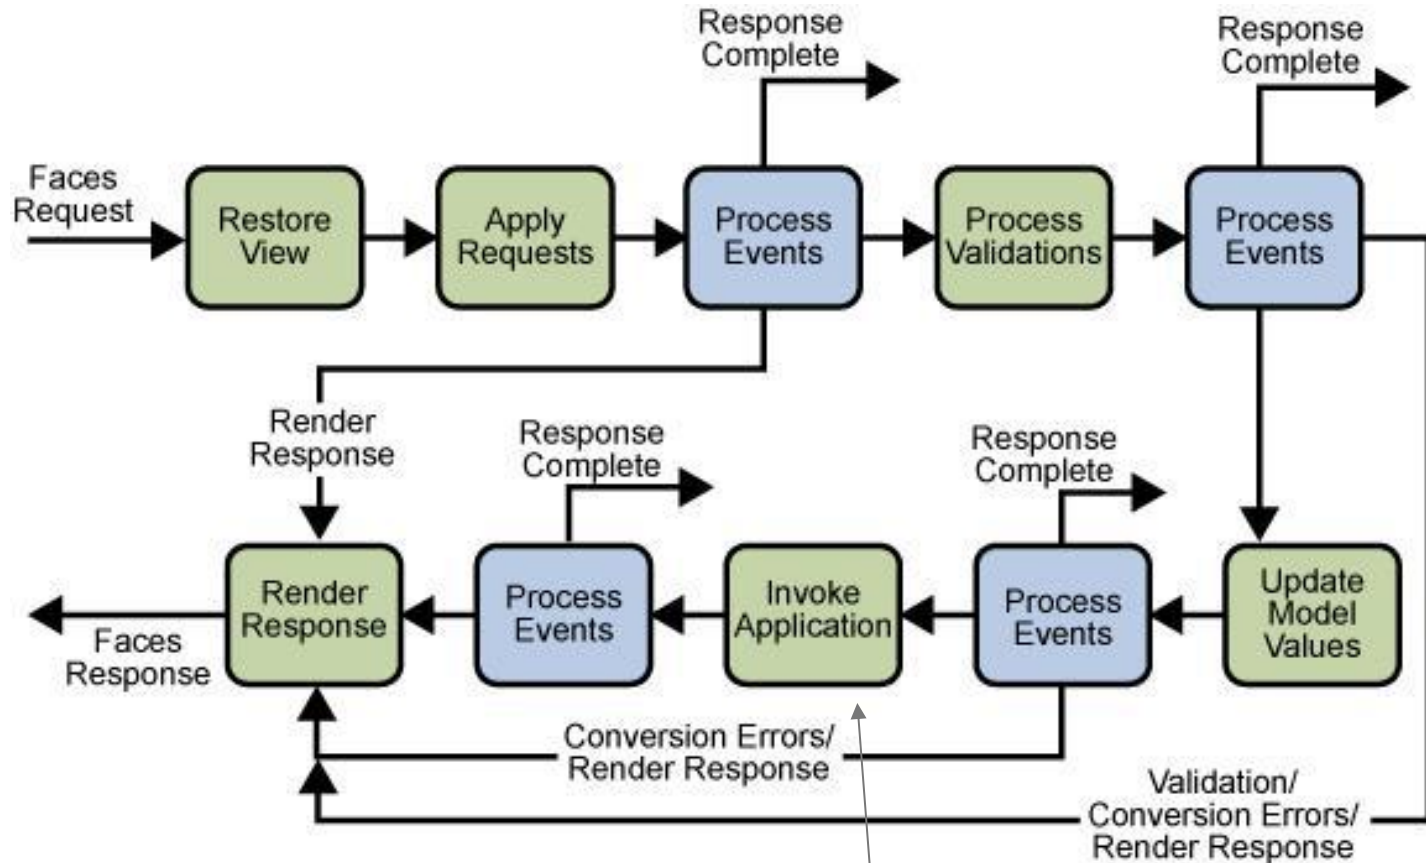 Response
Complete
Response
Complete
Faces
Request
Restore
View
Apply
Requests
Process
Events
Process
Validations
Process
Events
Render
Response
Response
Complete
Response
Complete
Render
Response
Process
Events
Invoke
Application
Process
Events
Update
Model
Values
Faces
Response
Conversion Errors/
Render Response
Validation/
Conversion Errors/
Render Response